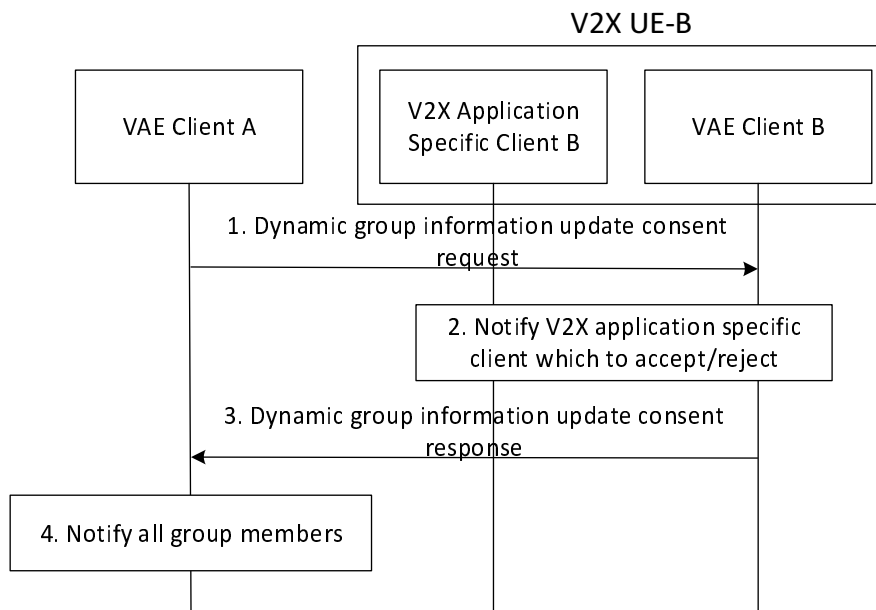 V2X UE-B
VAE Client A
V2X Application
Specific Client B
VAE Client B
1. Dynamic group information update consent
request
2. Notify V2X application specific
client which to accept/reject
3. Dynamic group information update consent
response
4. Notify all group members